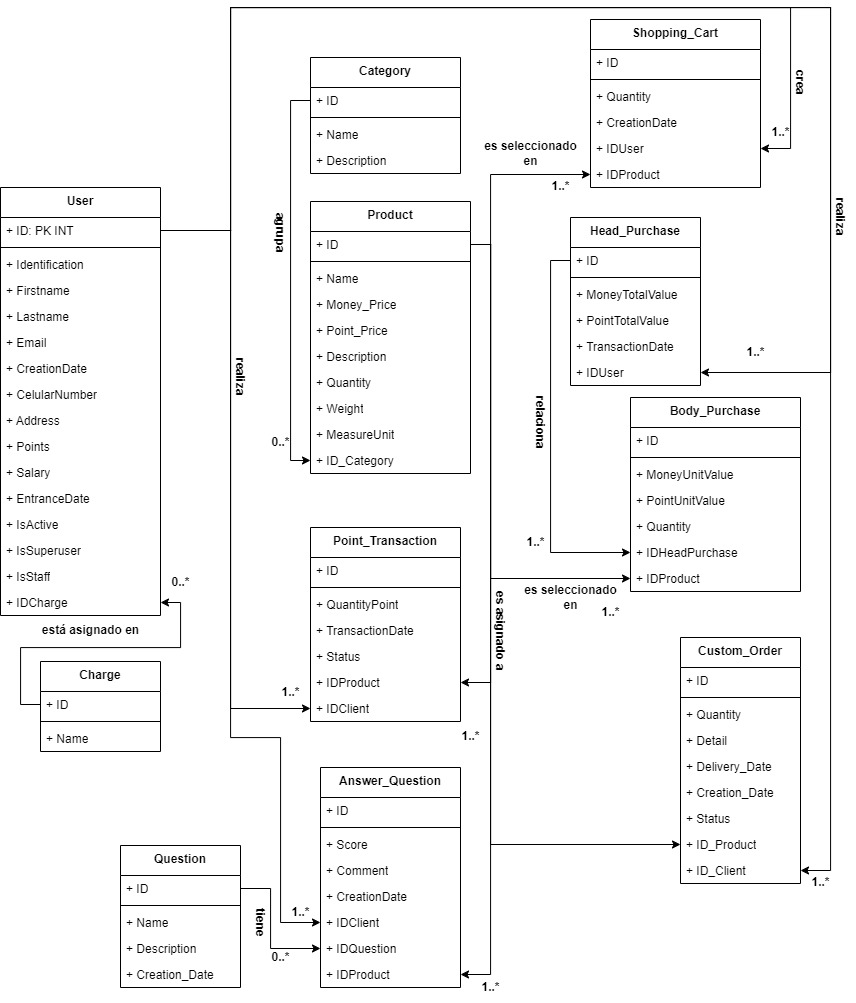 Shopping_Cart
+ ID
+ Quantity
+ CreationDate
+ IDUser
+ IDProduct
crea
1..*
Category
+ ID
+ Name
+ Description
es seleccionado
en
1..*
agrupa
0..*
User
+ ID: PK INT
+ Identification
+ Firstname
+ Lastname
+ Email
+ CreationDate
+ CelularNumber
+ Address
+ Points
+ Salary
+ EntranceDate
+ IsActive
+ IsSuperuser
+ IsStaff
+ IDCharge
0..*
está asignado en
Product
+ ID
+ Name
+ Money_Price
+ Point_Price
+ Description
+ Quantity
+ Weight
+ MeasureUnit
+ ID_Category
realiza
Head_Purchase
+ ID
+ MoneyTotalValue
+ PointTotalValue
+ TransactionDate
+ IDUser
1..*
realiza
relaciona
1..*
Body_Purchase
+ ID
+ MoneyUnitValue
+ PointUnitValue
+ Quantity
+ IDHeadPurchase
+ IDProduct
es seleccionado
en
1..*
Point_Transaction
+ ID
+ QuantityPoint
+ TransactionDate
+ Status
+ IDProduct
+ IDClient
1..*
es asignado a
1..*
Charge
+ ID
+ Name
Custom_Order
+ ID
+ Quantity
+ Detail
+ Delivery_Date
+ Creation_Date
+ Status
+ ID_Product
+ ID_Client
1..*
Answer_Question
+ ID
+ Score
+ Comment
+ CreationDate
+ IDClient
+ IDQuestion
+ IDProduct
1..*
1..*
Question
+ ID
+ Name
+ Description
+ Creation_Date
tiene
0..*